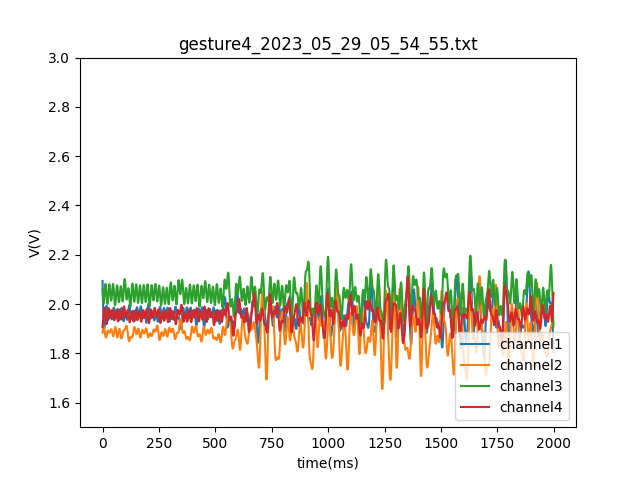 gesture4_2023_05_29_05_54_55.txt
3.0
2.8
2.6
2.4
2.2
2.0
1.8
1.6
V(V)
channel1
channel2
channel3
channel4
0 250 500 750 1000 1250 1500 1750 2000
time(ms)